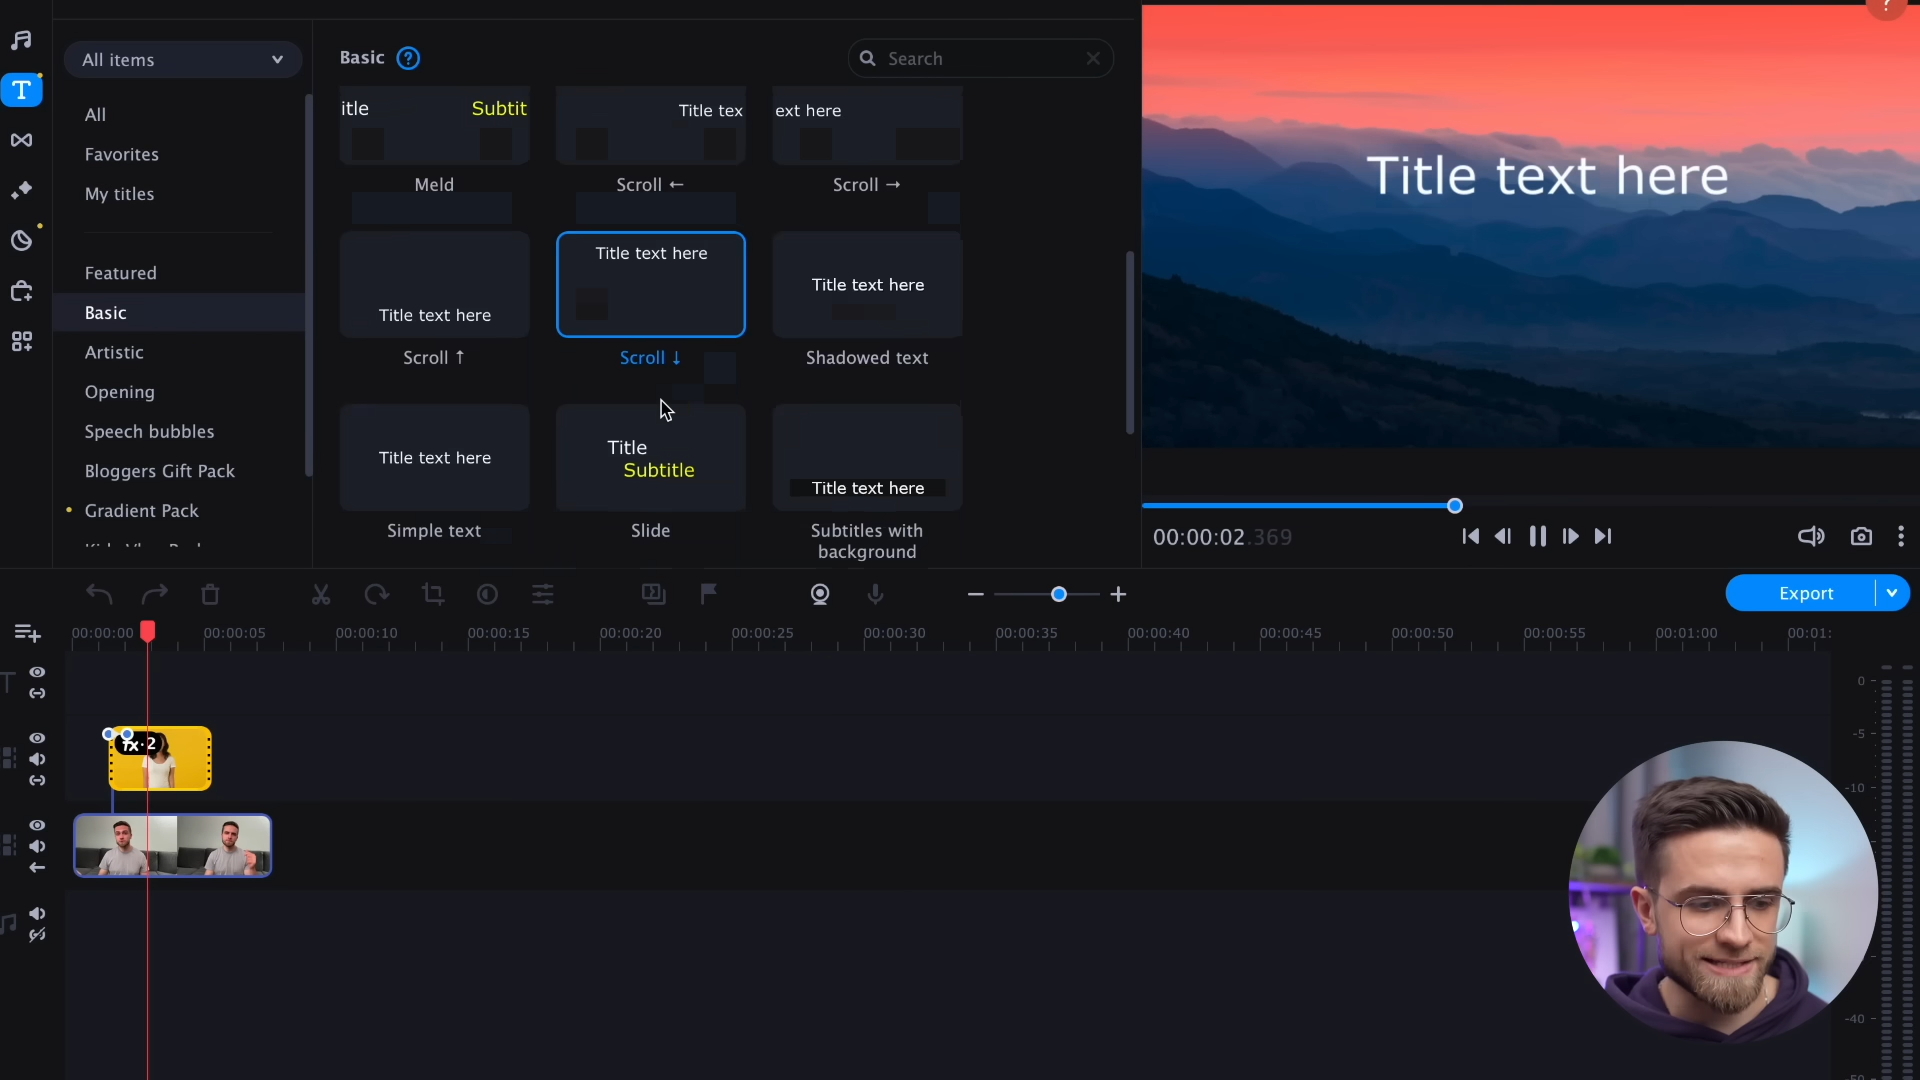 ?
All items
Basic ?
Search
All
Favorites
My titles
Featured
Basic
Artistic
Opening
Speech bubbles
Bloggers Gift Pack
Gradient Pack
itle Subtit
Title tex
ext here
Meld
Scroll ←
Scroll →
Title text here
Title text here
Title text here
Scroll ↑
Scroll ↓
Shadowed text
Title text here
Title
Subtitle
Title text here
Simple text
Slide
Subtitles with
background
Title text here
00:00:02.369
Export
00:00:00 00:00:05 00:00:10 00:00:15 00:00:20 00:00:25 00:00:30 00:00:35 00:00:40 00:00:45 00:00:50 00:00:55 00:01:00 00:01:
fx·2
0
-5
-10
-40